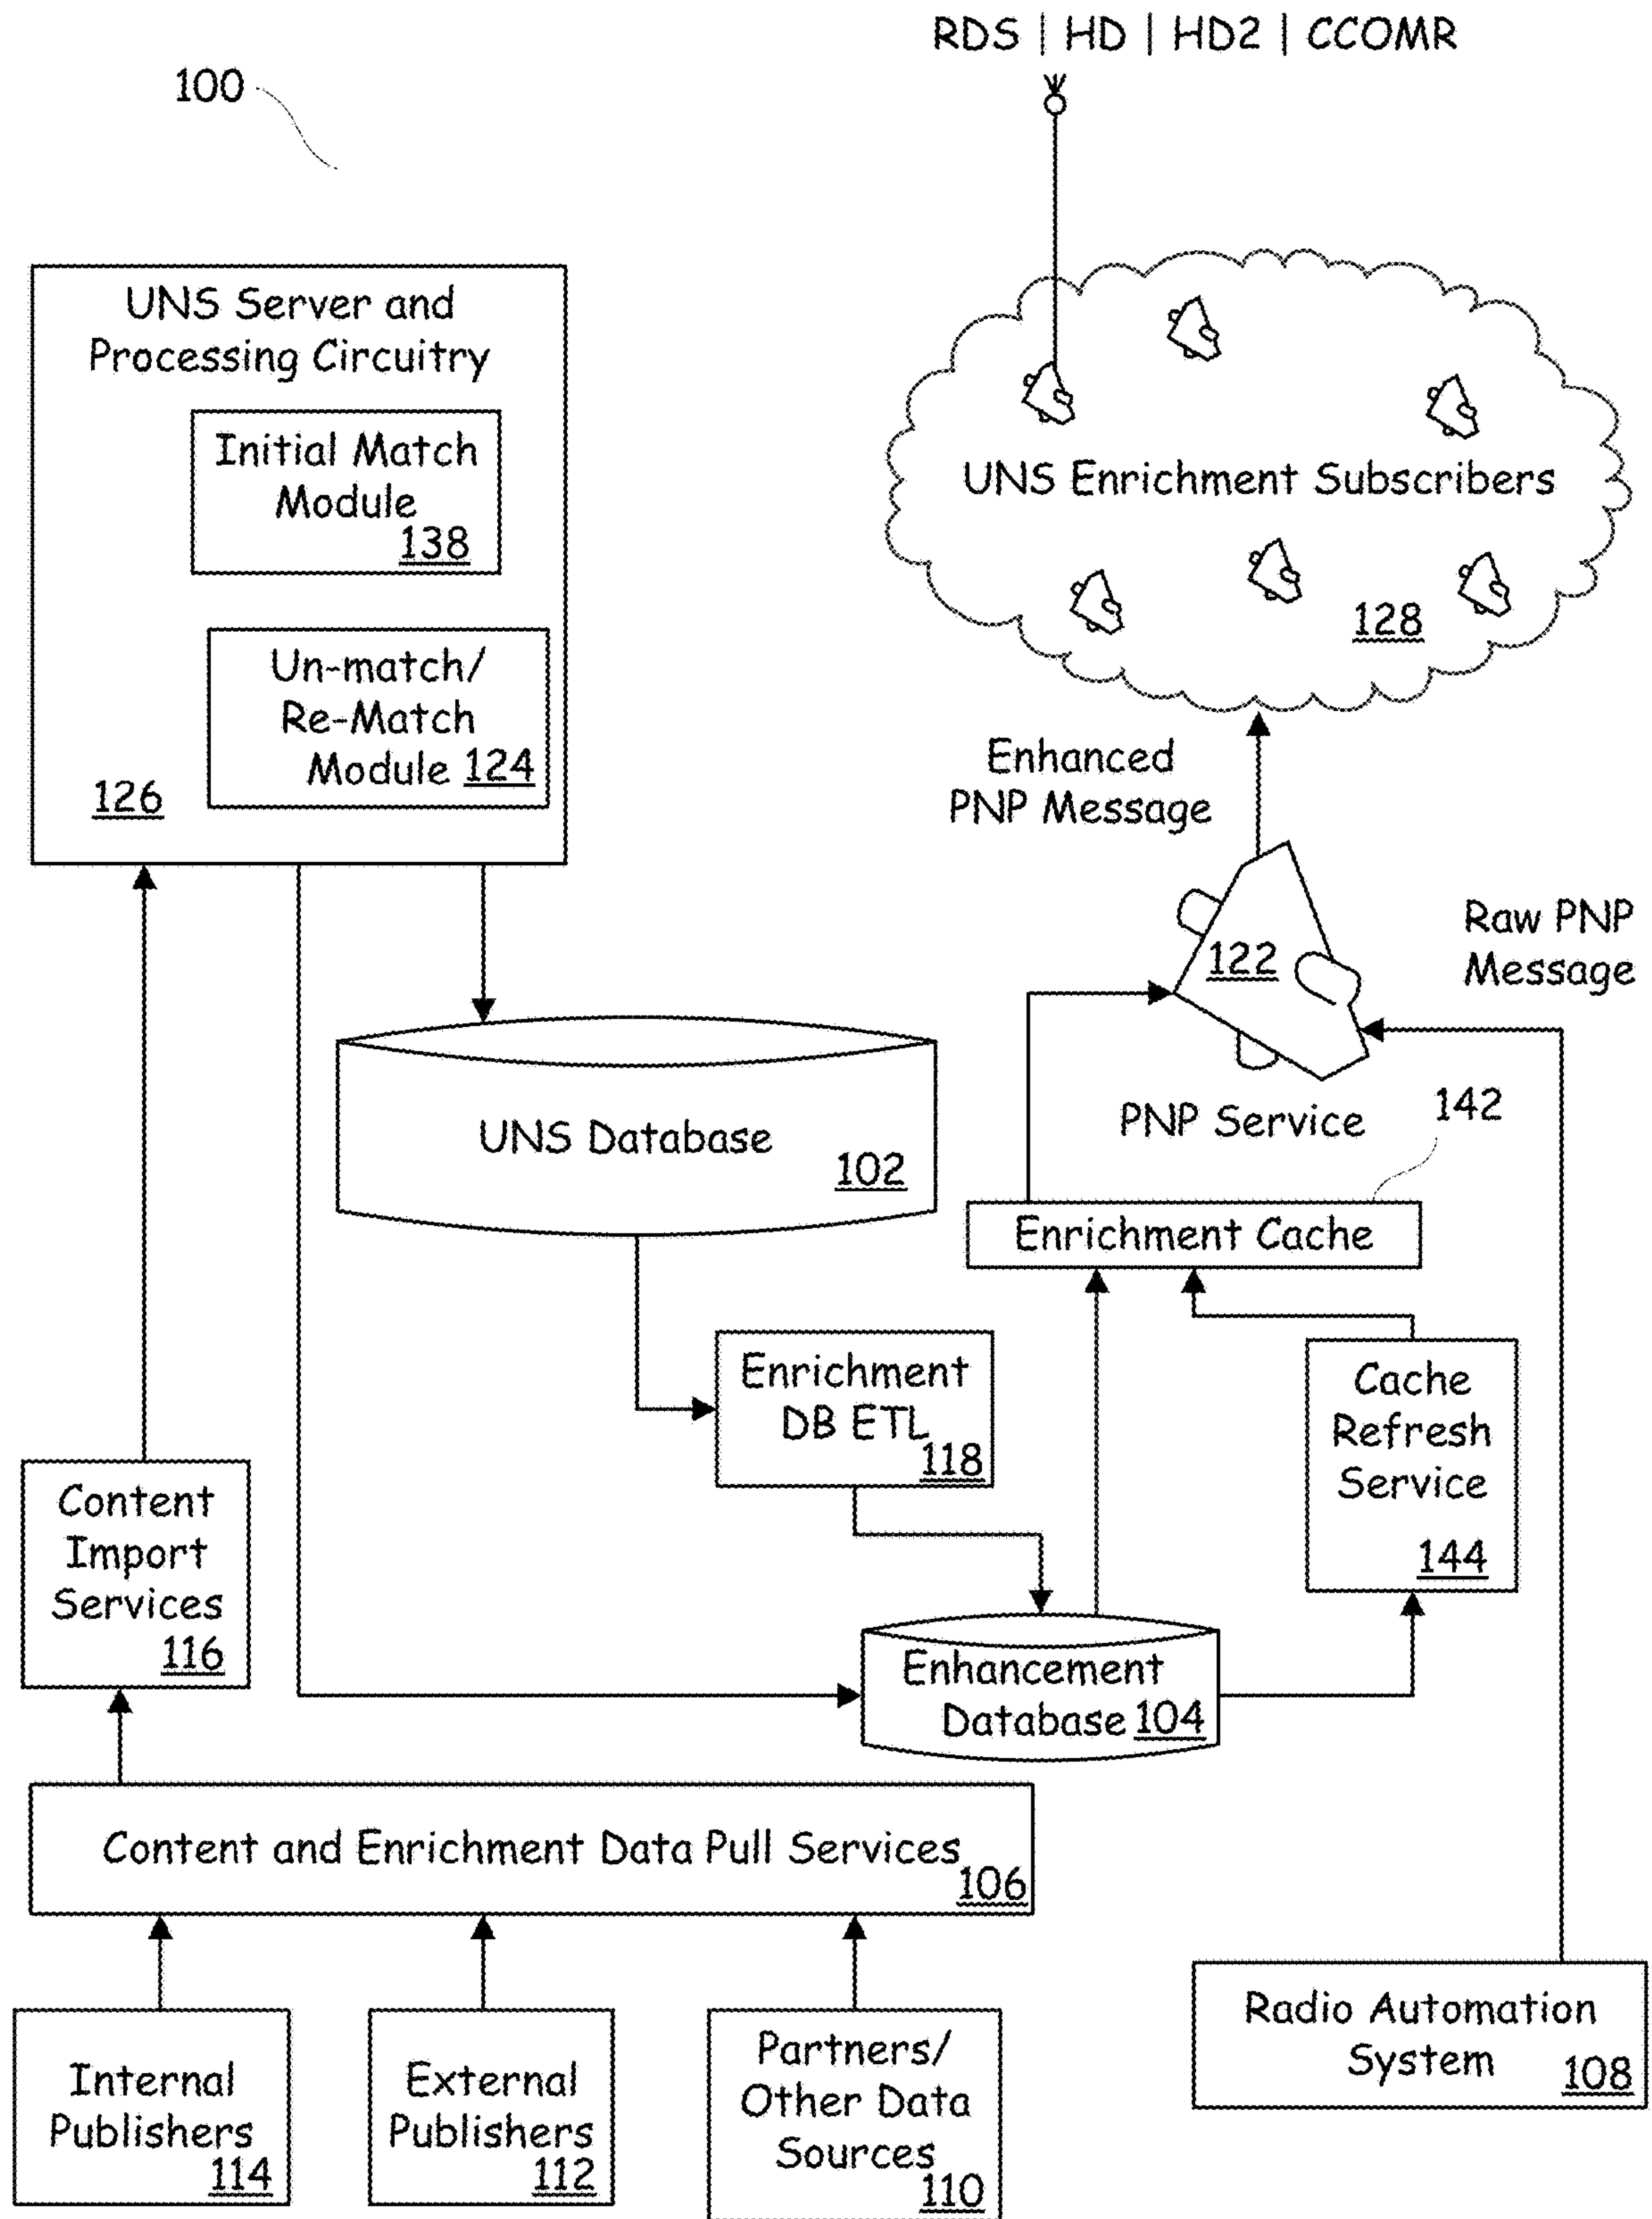 RDS | HD | HD2 | CCOMR
100
UNS Server and
Processing Circuitry
Initial Match
Module
138
Un-match/
Re-Match
Module 124
126
UNS Enrichment Subscribers
128
Enhanced
PNP Message
122
Raw PNP
Message
PNP Service
142
UNS Database
102
Enrichment Cache
Enrichment
DB ETL
118
Cache
Refresh
Service
144
Content
Import
Services
116
Enhancement
Database 104
Content and Enrichment Data Pull Services
106
Internal
Publishers
114
External
Publishers
112
Partners/
Other Data
Sources
110
Radio Automation
System
108